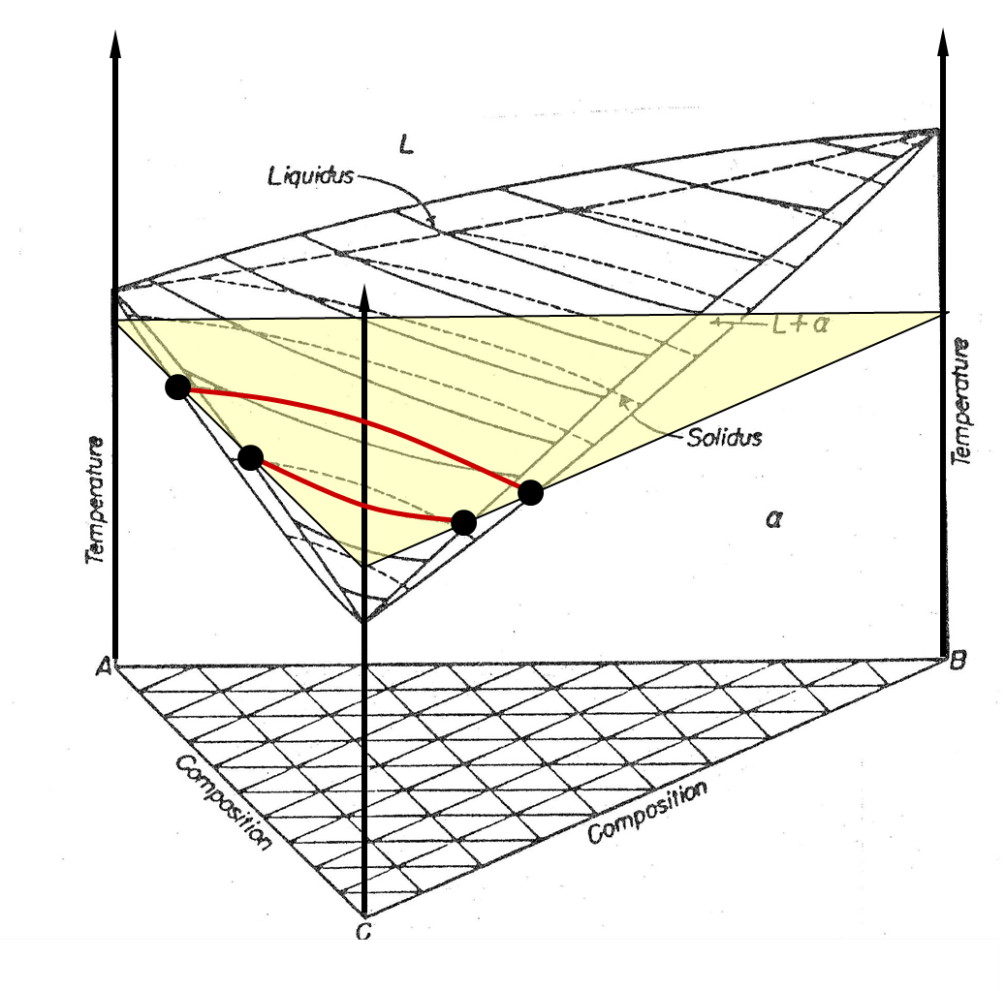 L
Liquidus
L+α
Temperature
Temperature
Solidus
α
A
B
Composition
Composition
C